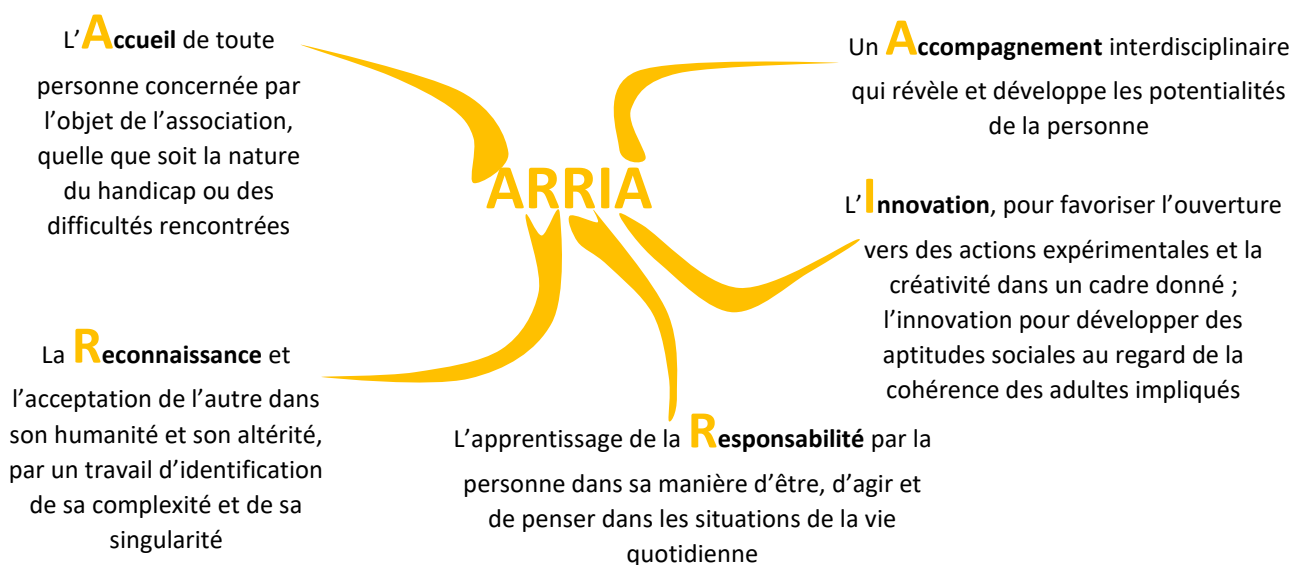 L'Accueil de toute
personne concernée par
l'objet de l'association,
quelle que soit la nature
du handicap ou des
difficultés rencontrées
Un Accompagnement interdisciplinaire
qui révèle et développe les potentialités
de la personne
ARRIA
L'Innovation, pour favoriser l'ouverture
vers des actions expérimentales et la
créativité dans un cadre donné ;
l'innovation pour développer des
aptitudes sociales au regard de la
cohérence des adultes impliqués
La Reconnaissance et
l'acceptation de l'autre dans
son humanité et son altérité,
par un travail d'identification
de sa complexité et de sa
singularité
L'apprentissage de la Responsabilité par la
personne dans sa manière d'être, d'agir et
de penser dans les situations de la vie
quotidienne